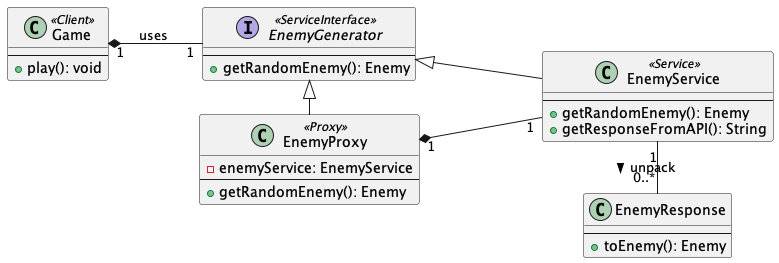 «Client»
C Game
play(): void
uses
1
1
«ServiceInterface»
I EnemyGenerator
getRandomEnemy(): Enemy
«Service»
C EnemyService
getRandomEnemy(): Enemy
getResponseFromAPI(): String
«Proxy»
C EnemyProxy
enemyService: EnemyService
getRandomEnemy(): Enemy
1
1
1
unpack
0..*
C EnemyResponse
toEnemy(): Enemy